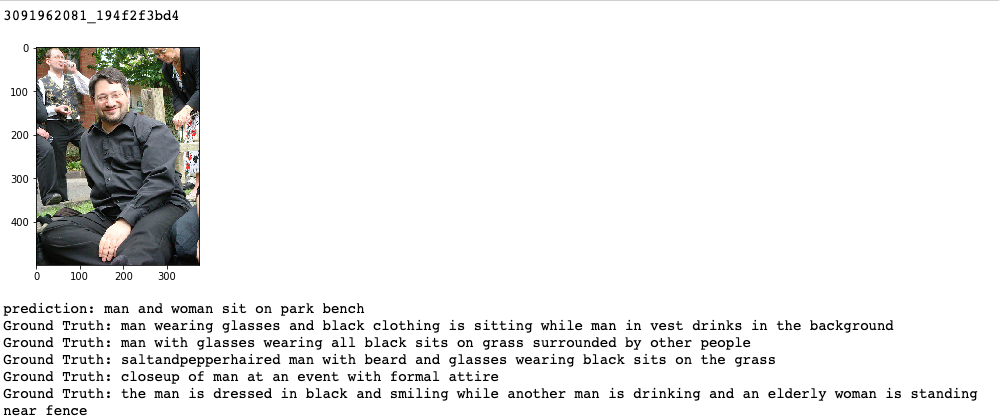 3091962081_194f2f3bd4
0
100
200
300
400
0 100 200 300
prediction: man and woman sit on park bench
Ground Truth: man wearing glasses and black clothing is sitting while man in vest drinks in the background
Ground Truth: man with glasses wearing all black sits on grass surrounded by other people
Ground Truth: saltandpepperhaired man with beard and glasses wearing black sits on the grass
Ground Truth: closeup of man at an event with formal attire
Ground Truth: the man is dressed in black and smiling while another man is drinking and an elderly woman is standing
near fence